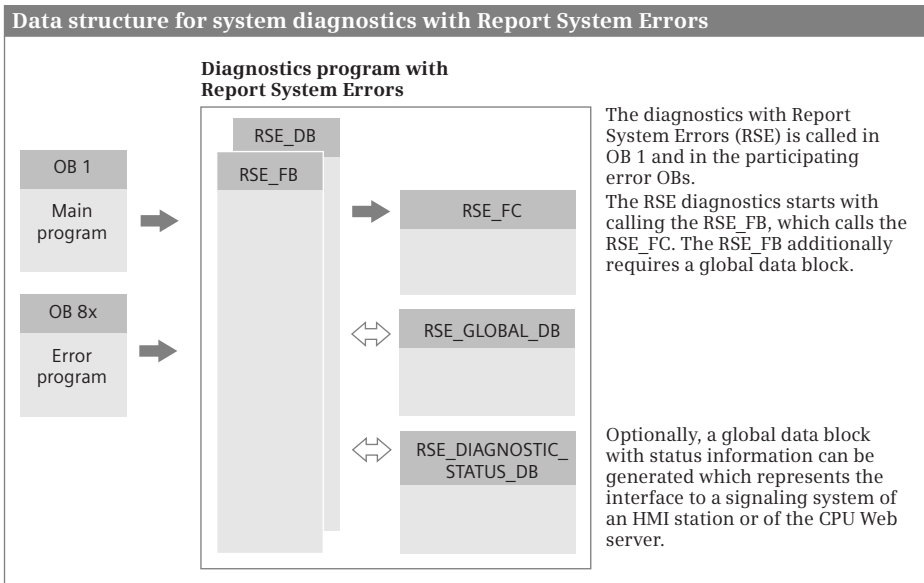 Data structure for system diagnostics with Report System Errors
Diagnostics program with
Report System Errors
OB 1
Main
program
OB 8x
Error
program
RSE_DB
RSE_FB
RSE_FC
RSE_GLOBAL_DB
RSE_DIAGNOSTIC_
STATUS_DB
The diagnostics with Report
System Errors (RSE) is called in
OB 1 and in the participating
error OBs.
The RSE diagnostics starts with
calling the RSE_FB, which calls the
RSE_FC. The RSE_FB additionally
requires a global data block.
Optionally, a global data block
with status information can be
generated which represents the
interface to a signaling system of
an HMI station or of the CPU Web
server.